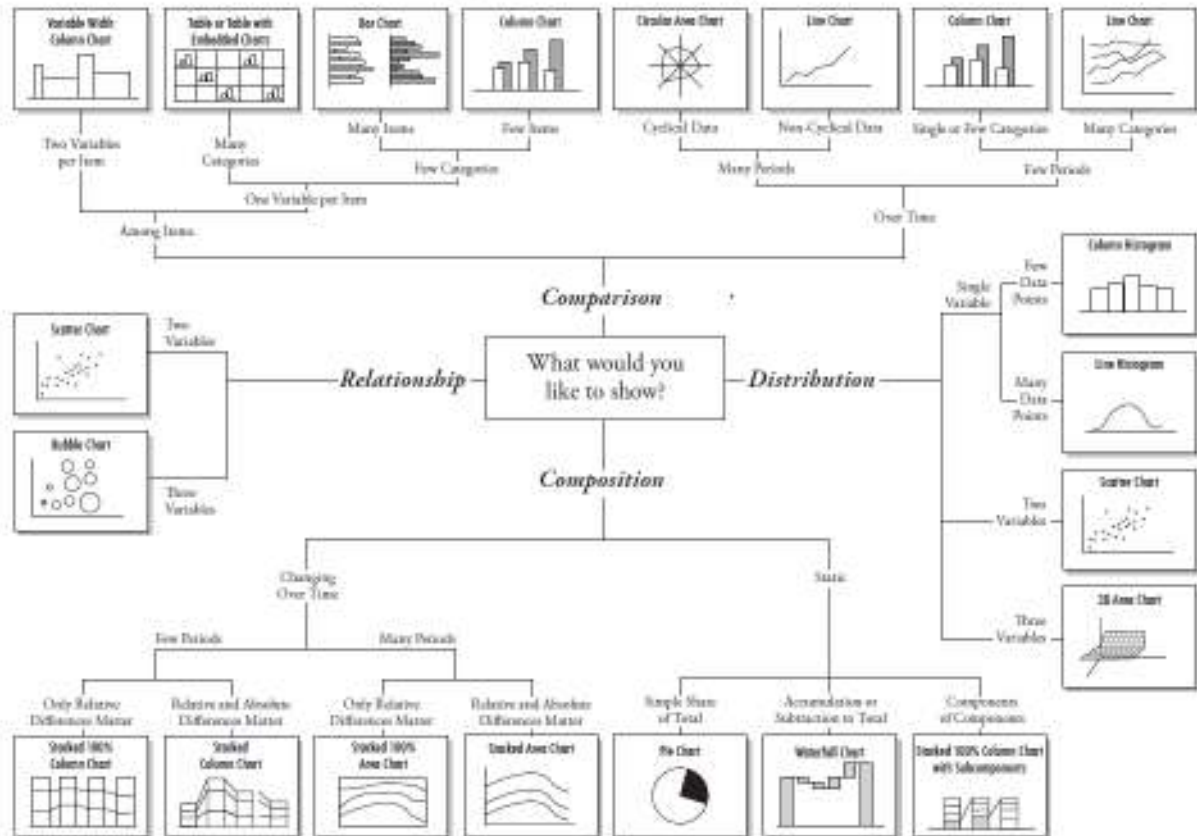 Variable Width
Column Chart
Table or Table with
Embedded Charts
Bar Chart
Column Chart
Circular Area Chart
Line Chart
Column Chart
Line Chart
Two Variables
per Item
Many
Categories
Many Items
Few Items
Cyclical Data
Non-Cyclical Data
Single or Few Categories
Many Categories
Few Categories
Many Periods
Few Periods
One Variable per Item
Among Items
Over Time
Comparison
What would you
like to show?
Relationship
Two
Variables
Scatter Chart
Three
Variables
Bubble Chart
Distribution
Single
Variable
Few
Data
Points
Column Histogram
Many
Data
Points
Line Histogram
Two
Variables
Scatter Chart
Three
Variables
3D Area Chart
Composition
Changing
Over Time
Static
Few Periods
Many Periods
Only Relative
Differences Matter
Relative and Absolute
Differences Matter
Only Relative
Differences Matter
Relative and Absolute
Differences Matter
Simple Share
of Total
Accumulation or
Subtraction to Total
Components
of Components
Stacked 100%
Column Chart
Stacked
Column Chart
Stacked 100%
Area Chart
Stacked Area Chart
Pie Chart
Waterfall Chart
Stacked 100% Column Chart
with Subcomponents